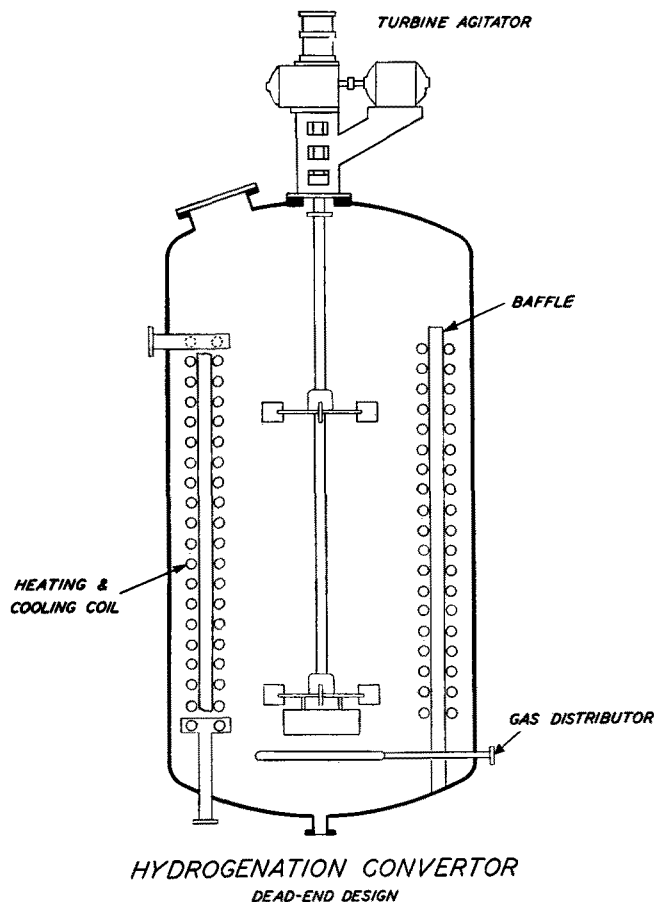 TURBINE AGITATOR
BAFFLE
HEATING &
COOLING COIL
GAS DISTRIBUTOR
HYDROGENATION CONVERTOR
DEAD-END DESIGN